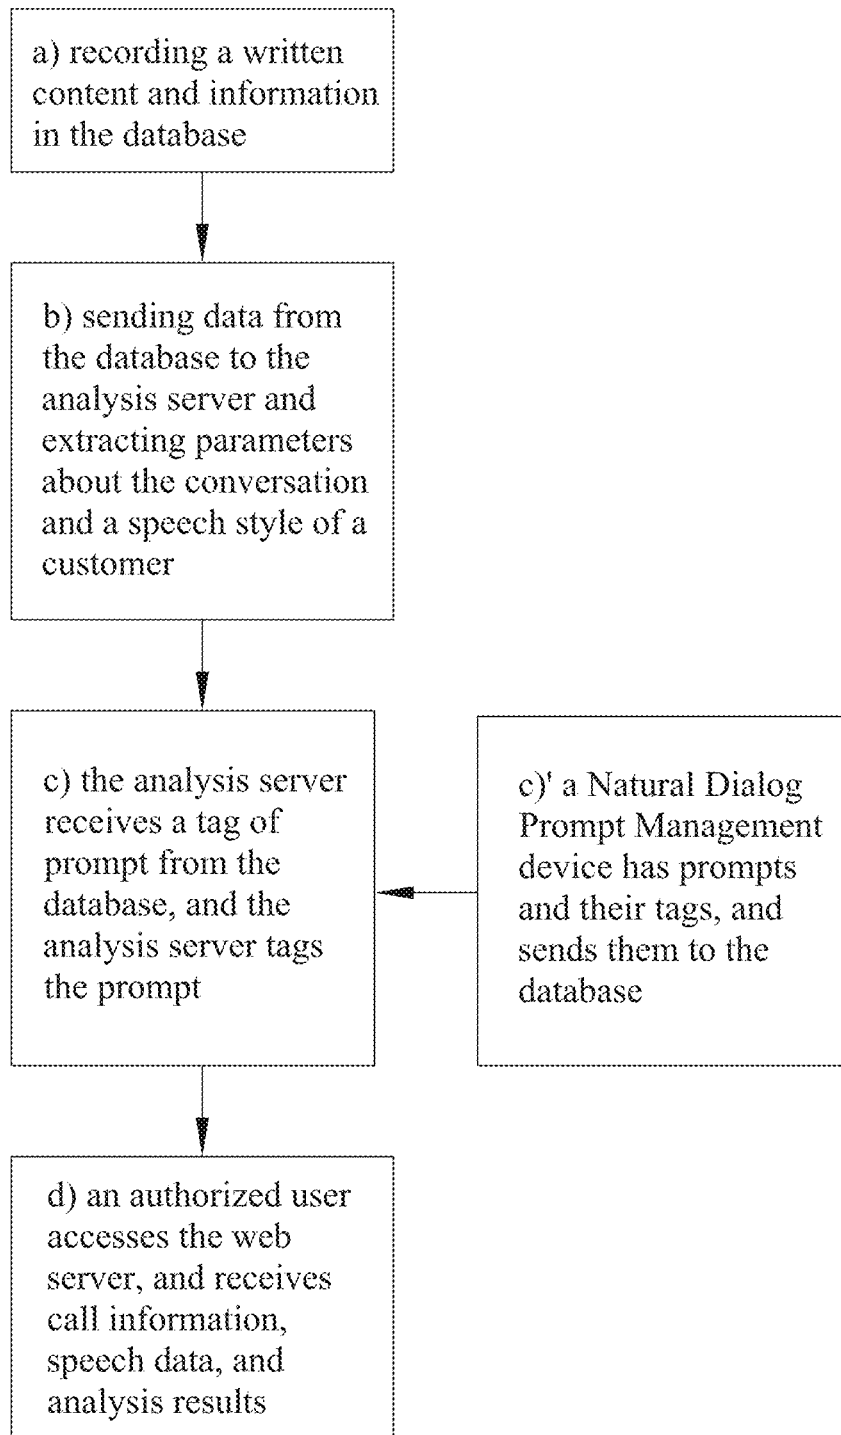 a) recording a written
content and information
in the database
b) sending data from
the database to the
analysis server and
extracting parameters
about the conversation
and a speech style of a
customer
c) the analysis server
receives a tag of
prompt from the
database, and the
analysis server tags
the prompt
c)' a Natural Dialog
Prompt Management
device has prompts
and their tags, and
sends them to the
database
d) an authorized user
accesses the web
server, and receives
call information,
speech data, and
analysis results